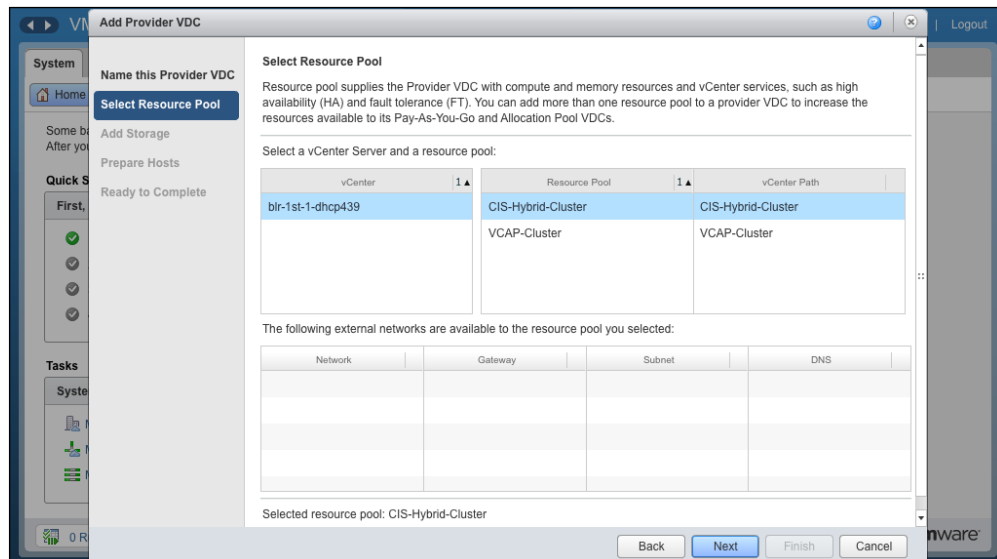 VM
Add Provider VDC
Logout
System
Home
Some ba
After you
Quick S
First,
Tasks
Syste
M
M
M
0 R
mware
Name this Provider VDC
Select Resource Pool
Add Storage
Prepare Hosts
Ready to Complete
Select Resource Pool
Resource pool supplies the Provider VDC with compute and memory resources and vCenter services, such as high
availability (HA) and fault tolerance (FT). You can add more than one resource pool to a provider VDC to increase the
resources available to its Pay-As-You-Go and Allocation Pool VDCs.
Select a vCenter Server and a resource pool:
vCenter 1▲ Resource Pool 1▲ vCenter Path
blr-1st-1-dhcp439 CIS-Hybrid-Cluster CIS-Hybrid-Cluster
VCAP-Cluster VCAP-Cluster
The following external networks are available to the resource pool you selected:
Network Gateway Subnet DNS
Selected resource pool: CIS-Hybrid-Cluster
Back Next Finish Cancel